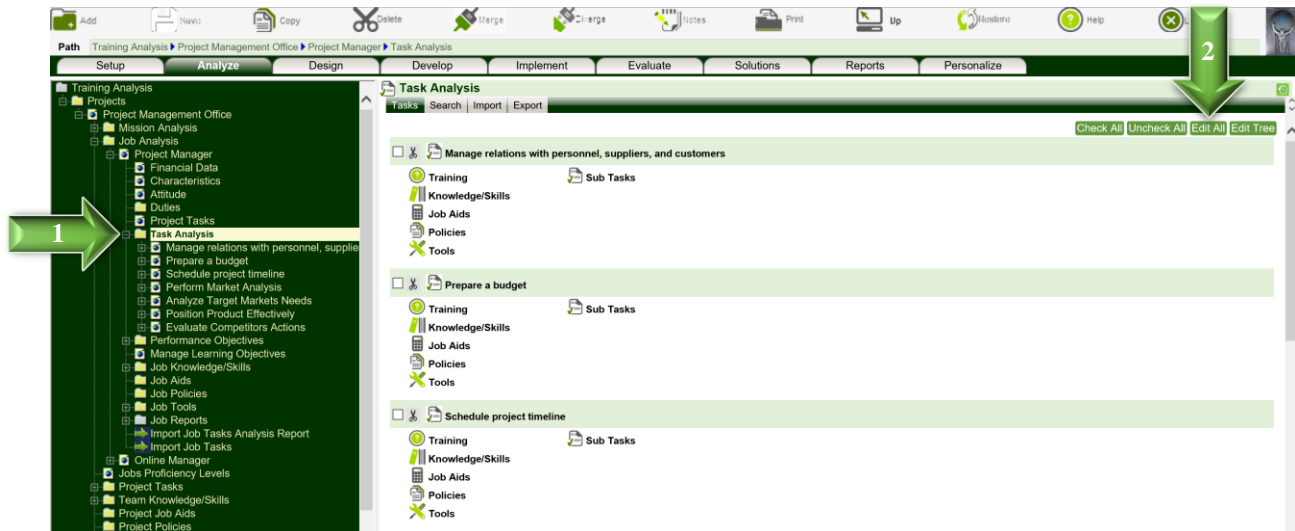 Add Save Copy Delete Merge Notes Print Up Restore Help
Path Training Analysis Project Management Office Project Manager Task Analysis
Setup Analyze Design Develop Implement Evaluate Solutions Reports Personalize
2
1
Training Analysis
Projects
Project Management Office
Mission Analysis
Job Analysis
Project Manager
Financial Data
Characteristics
Attitude
Duties
Project Tasks
Task Analysis
Manage relations with personnel, supplie
Prepare a budget
Schedule project timeline
Perform Market Analysis
Analyze Target Markets Needs
Position Product Effectively
Evaluate Competitors Actions
Performance Objectives
Manage Learning Objectives
Job Knowledge/Skills
Job Aids
Job Policies
Job Tools
Job Reports
Import Job Tasks Analysis Report
Import Job Tasks
Online Manager
Jobs Proficiency Levels
Project Tasks
Team Knowledge/Skills
Project Job Aids
Project Policies
Task Analysis
Tasks Search Import Export
Check All Uncheck All Edit All Edit Tree
Manage relations with personnel, suppliers, and customers
Training Sub Tasks
Knowledge/Skills
Job Aids
Policies
Tools
Prepare a budget
Training Sub Tasks
Knowledge/Skills
Job Aids
Policies
Tools
Schedule project timeline
Training Sub Tasks
Knowledge/Skills
Job Aids
Policies
Tools